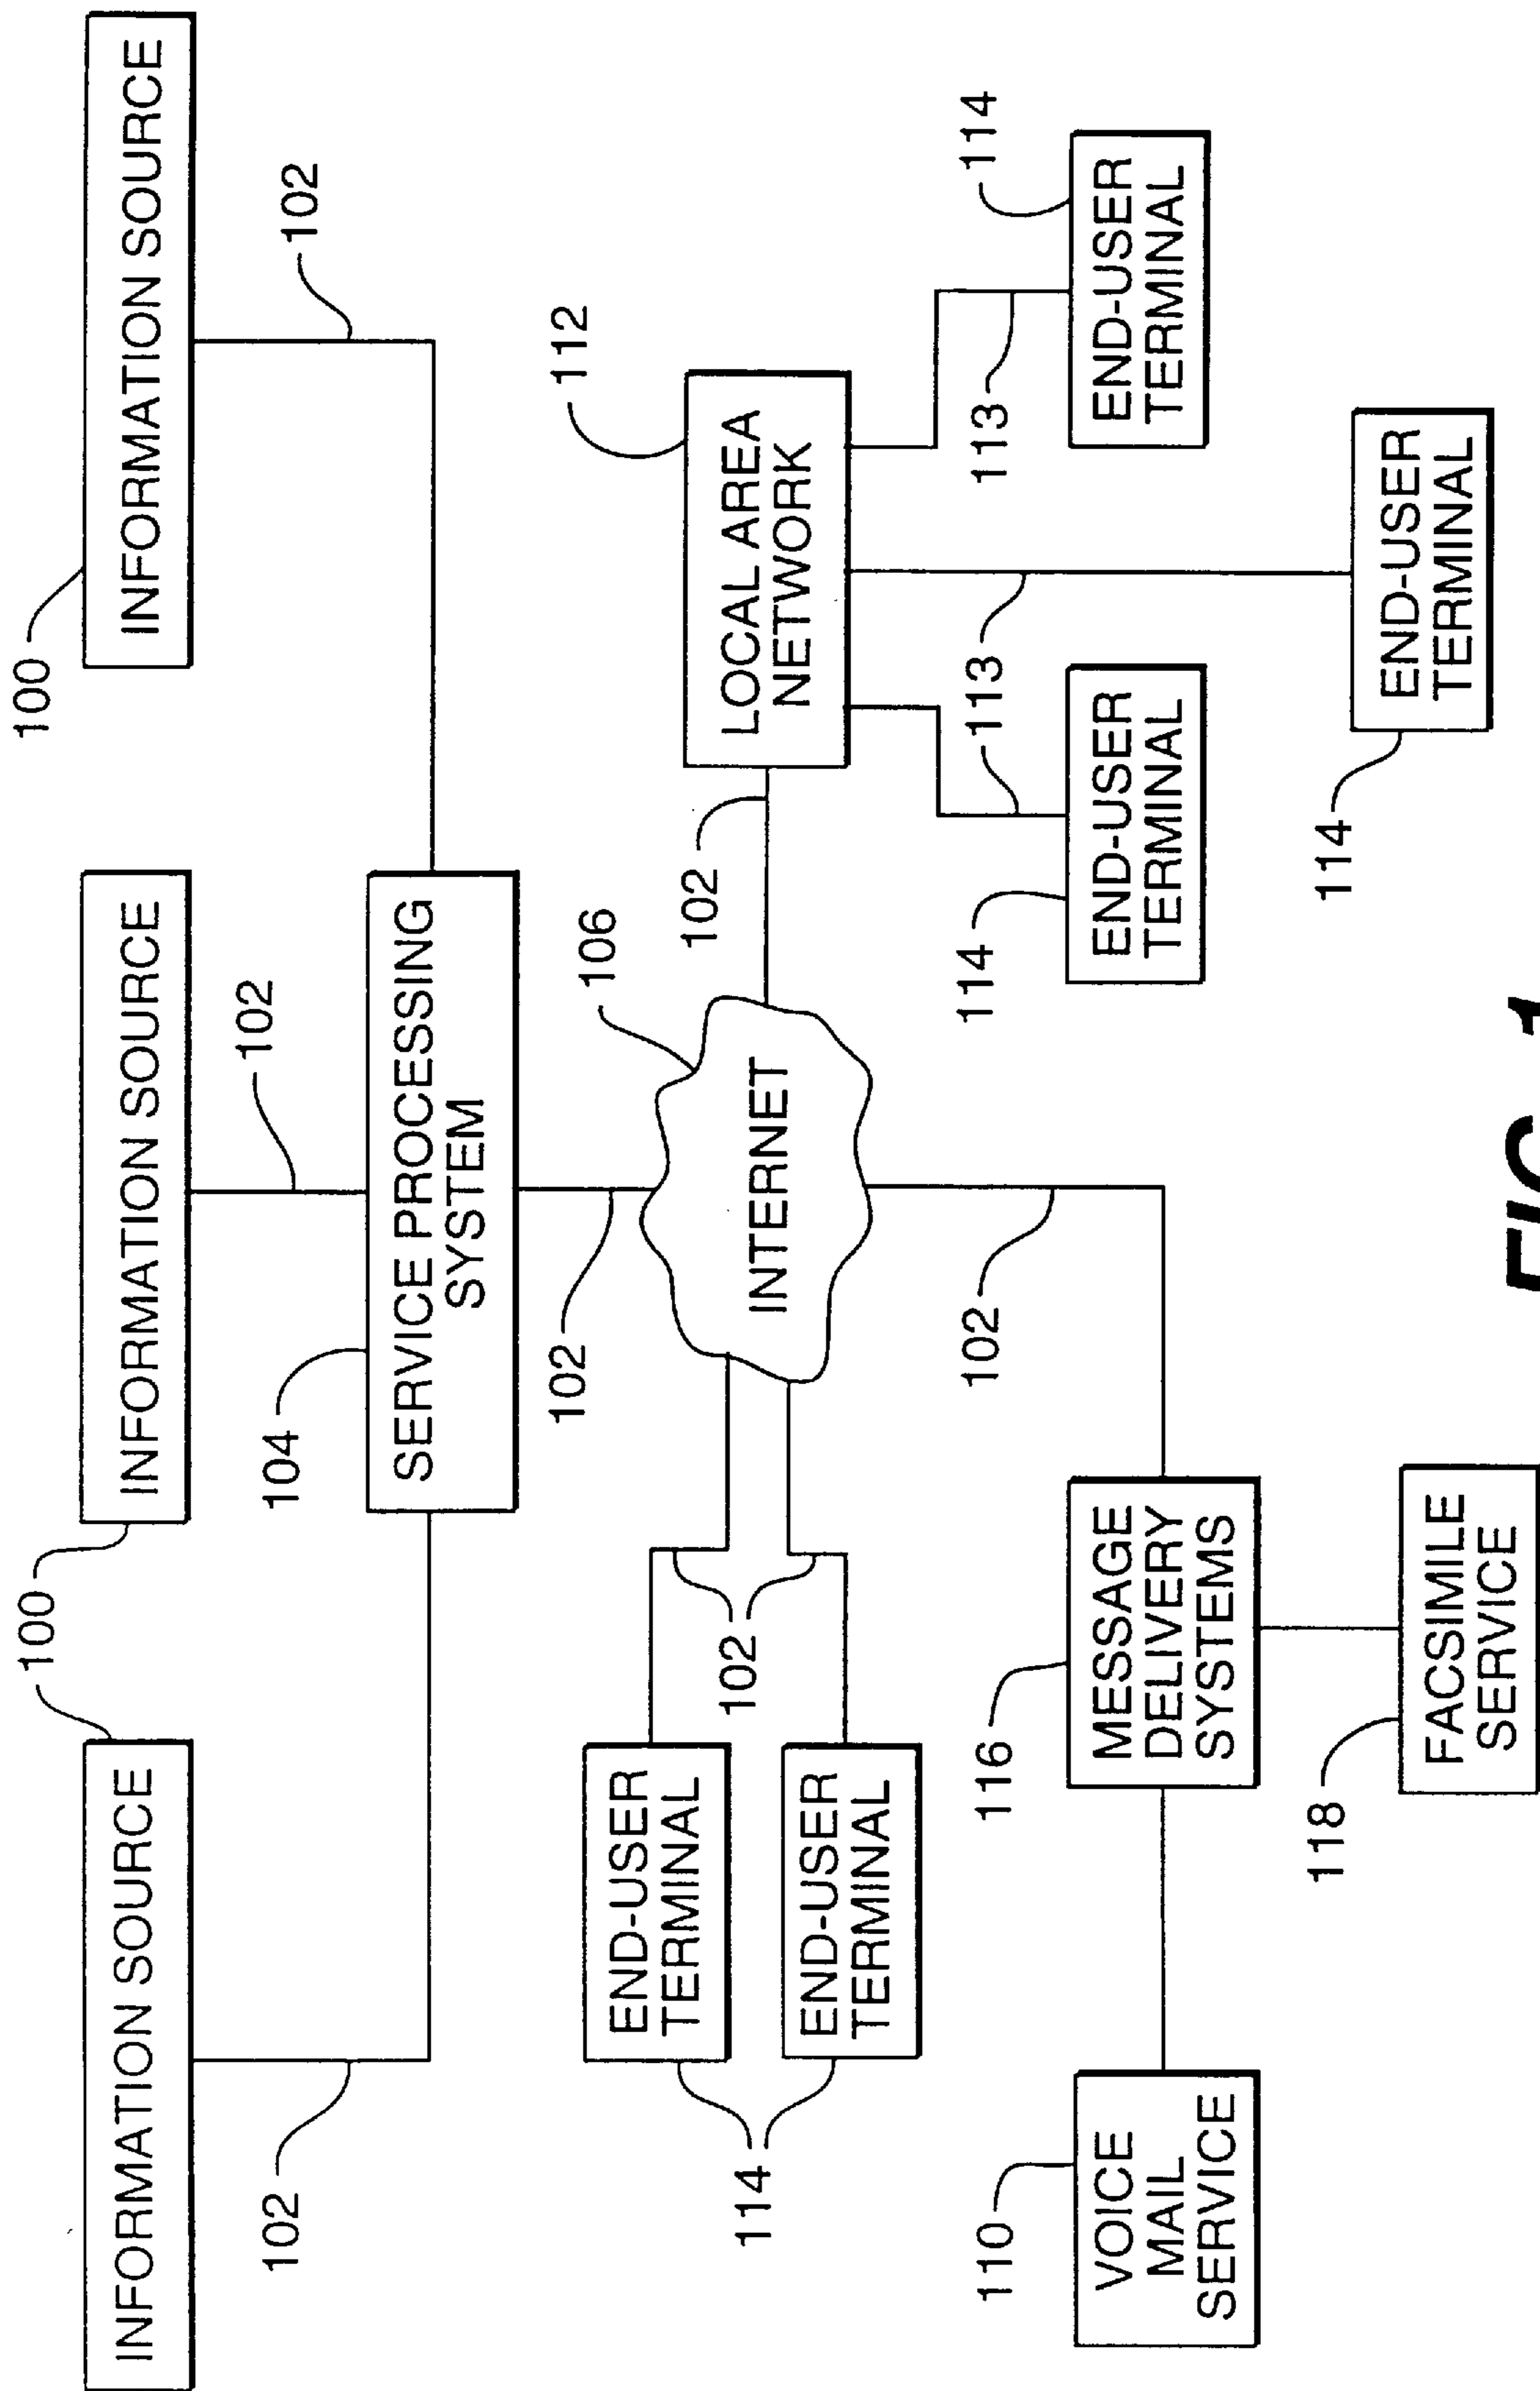 100
100
INFORMATION SOURCE
INFORMATION SOURCE
INFORMATION SOURCE
102
102
102
104
SERVICE PROCESSING
SYSTEM
102
106
112
END-USER
TERMINAL
END-USER
TERMINAL
114
102
INTERNET
102
LOCAL AREA
NETWORK
110
VOICE
MAIL
SERVICE
116
MESSAGE
DELIVERY
SYSTEMS
102
114
END-USER
TERMINAL
113
113
113
END-USER
TERMINAL
114
118
FACSIMILE
SERVICE
114
END-USER
TERMINAL
FIG. 1